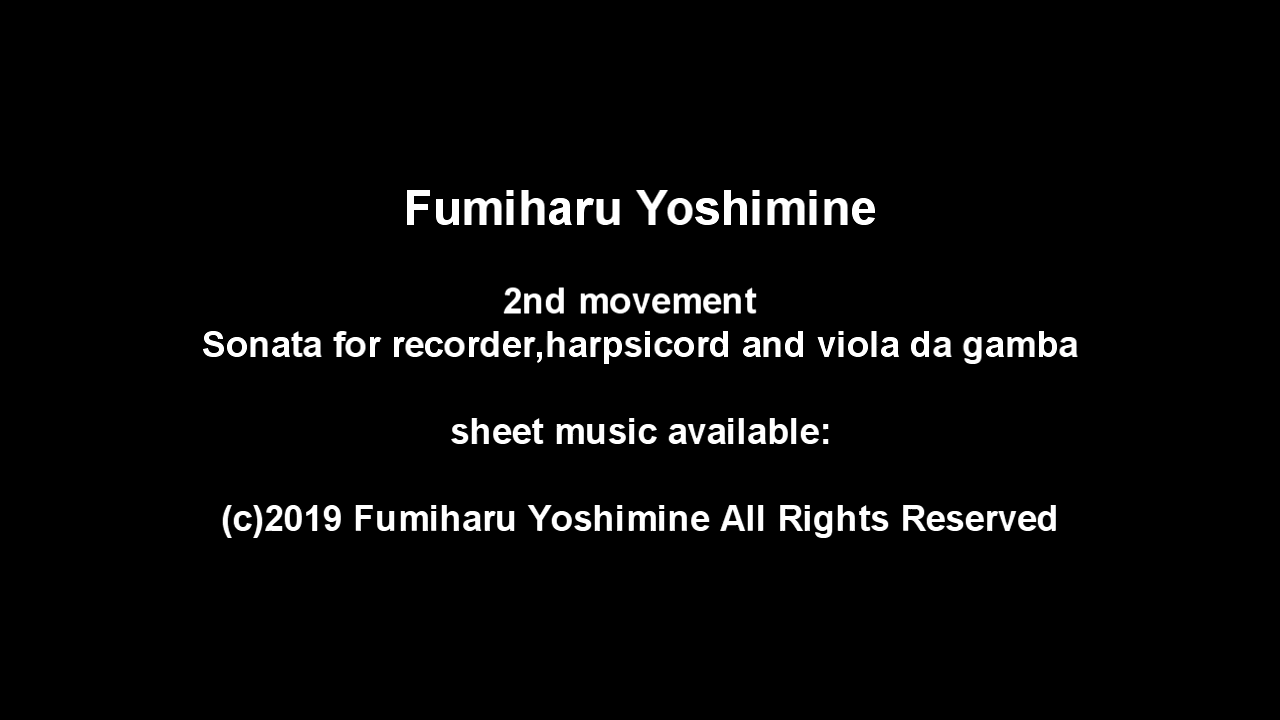 Fumiharu Yoshimine
2nd movement
Sonata for recorder,harpsicord and viola da gamba
sheet music available:
(c)2019 Fumiharu Yoshimine All Rights Reserved